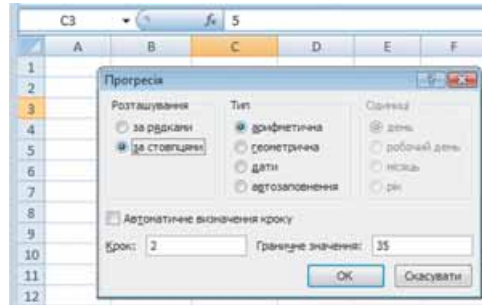 C3 fx 5
A B C D E F
1
2
3
4
5
6
7
8
9
10
11
12
Прогресія
Розташування Тип Одиниці
за рядками арифметична день
за стовпцями геометрична робочий день
дати місяць
автозаповнення рік
Автоматичне визначення кроку
Крок: 2 Граничне значення: 35
ОК Скасувати